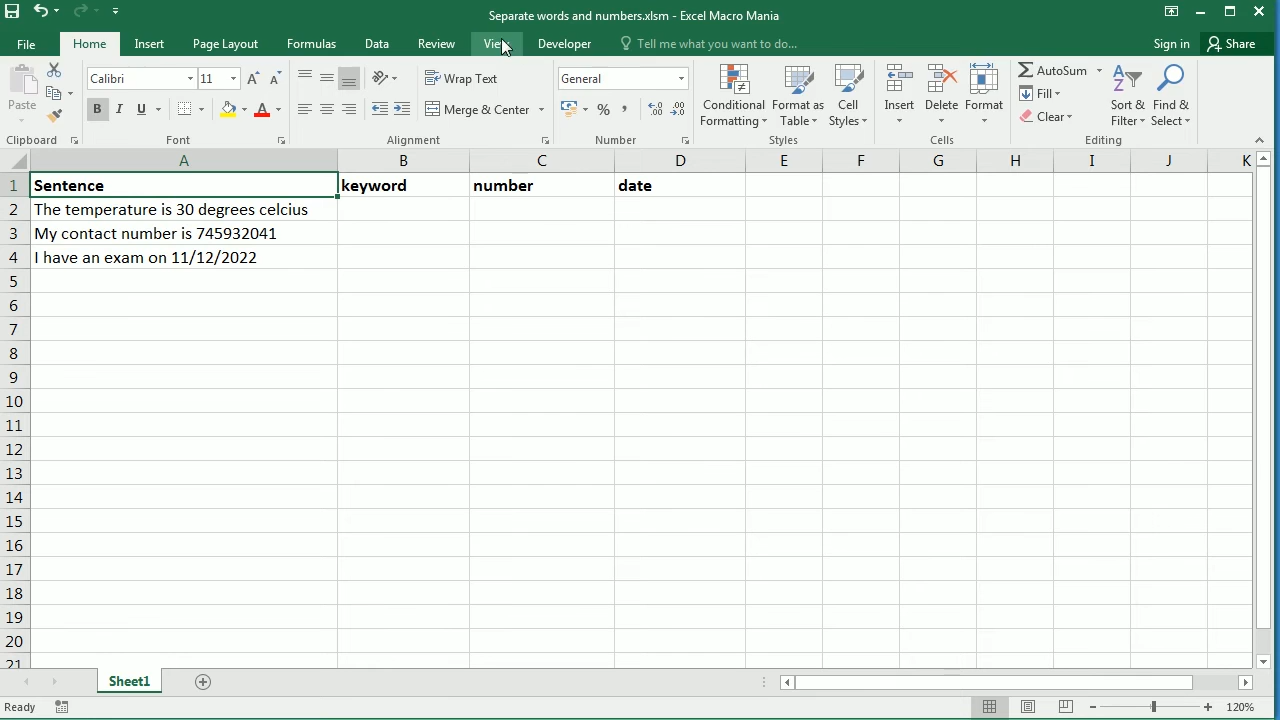 Separate words and numbers.xlsm - Excel Macro Mania
File Home Insert Page Layout Formulas Data Review View Developer Tell me what you want to do... Sign in Share
Paste Calibri 11 Wrap Text General Conditional Formatting Format as Table Cell Styles Insert Delete Format AutoSum Sort & Filter Find & Select
B I U A Merge & Center % , Fill
Clear
Clipboard Font Alignment Number Styles Cells Editing
A B C D E F G H I J K
1 Sentence keyword number date
2 The temperature is 30 degrees celcius
3 My contact number is 745932041
4 I have an exam on 11/12/2022
5
6
7
8
9
10
11
12
13
14
15
16
17
18
19
20
21
Sheet1
Ready 120%